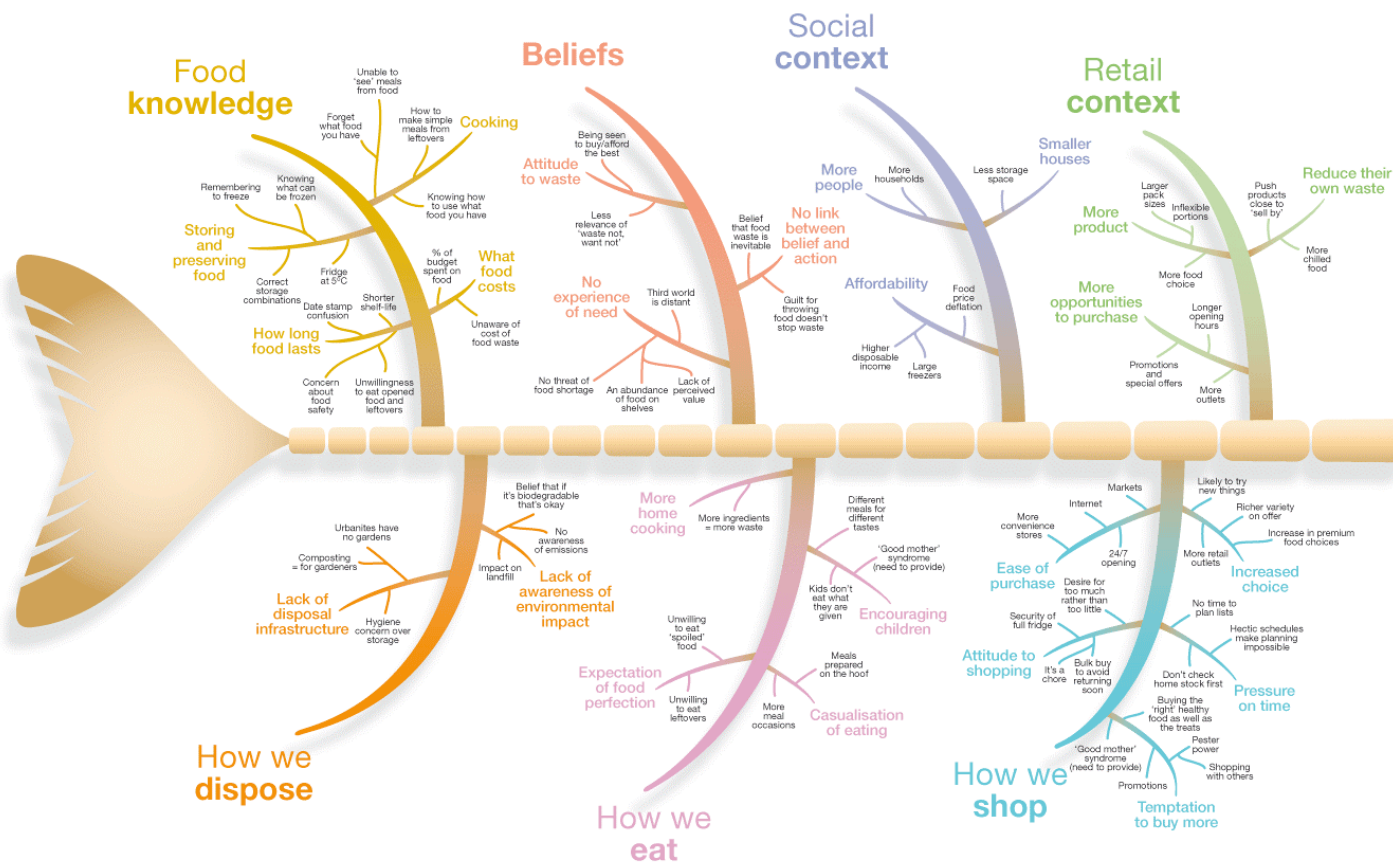 Food
knowledge
Unable to
'see' meals
from food
Forget
what food
you have
How to
make simple
meals from
leftovers
Cooking
Knowing how
to use what
food you have
Remembering
to freeze
Knowing
what can
be frozen
Storing
and
preserving
food
Correct
storage
combinations
Fridge
at 5ºC
% of
budget
spent on
food
What
food
costs
Unaware of
cost of
food waste
Date stamp
confusion
Shorter
shelf-life
How long
food lasts
Concern
about
food
safety
Unwillingness
to eat opened
food and
leftovers
Beliefs
Being seen
to buy/afford
the best
Attitude
to waste
Less
relevance of
'waste not,
want not'
Belief
that food
waste is
inevitable
No link
between
belief and
action
Guilt for
throwing
food doesn't
stop waste
No
experience
of need
Third world
is distant
No threat of
food shortage
An abundance
of food on
shelves
Lack of
perceived
value
Social
context
More
people
More
households
Less storage
space
Smaller
houses
Affordability
Food
price
deflation
Higher
disposable
income
Large
freezers
Retail
context
Larger
pack
sizes
Inflexible
portions
More
product
More food
choice
Push
products
close to
'sell by'
Reduce their
own waste
More
chilled
food
More
opportunities
to purchase
Longer
opening
hours
Promotions
and
special offers
More
outlets
Belief that if
it's biodegradable
that's okay
No
awareness
of emissions
Impact on
landfill
Lack of
awareness of
environmental
impact
Urbanites have
no gardens
Composting
= for gardeners
Lack of
disposal
infrastructure
Hygiene
concern over
storage
How we
dispose
More
home
cooking
More ingredients
= more waste
Different
meals for
different
tastes
'Good mother'
syndrome
(need to provide)
Kids don't
eat what
they are
given
Encouraging
children
Unwilling
to eat
'spoiled'
food
Expectation
of food
perfection
Unwilling
to eat
leftovers
Meals
prepared
on the hoof
More
meal
occasions
Casualisation
of eating
How we
eat
Markets
Internet
More
convenience
stores
24/7
opening
Ease of
purchase
Likely to try
new things
Richer variety
on offer
Increase in premium
food choices
More retail
outlets
Increased
choice
Desire for
too much
rather than
too little
Security of
full fridge
Attitude to
shopping
It's a
chore
Bulk buy
to avoid
returning
soon
No time to
plan lists
Hectic schedules
make planning
impossible
Don't check
home stock first
Pressure
on time
Buying the
'right' healthy
food as well as
the treats
'Good mother'
syndrome
(need to provide)
Pester
power
Shopping
with others
Promotions
Temptation
to buy more
How we
shop